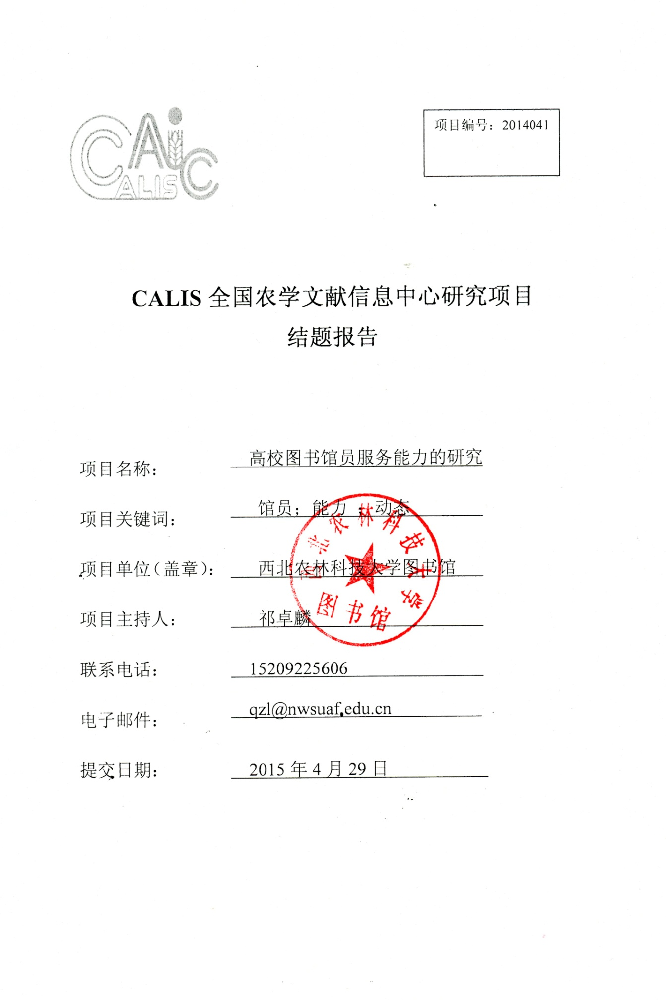 CAiC
CALIS
项目编号：2014041
CALIS 全国农学文献信息中心研究项目
结题报告
项目名称：
高校图书馆员服务能力的研究
项目关键词：
馆员；能力；动态
项目单位（盖章）：
西北农林科技大学图书馆
西北农林科技大学
图书馆
项目主持人：
祁卓麟
联系电话：
15209225606
电子邮件：
qzl@nwsuaf.edu.cn
提交日期：
2015 年 4 月 29 日